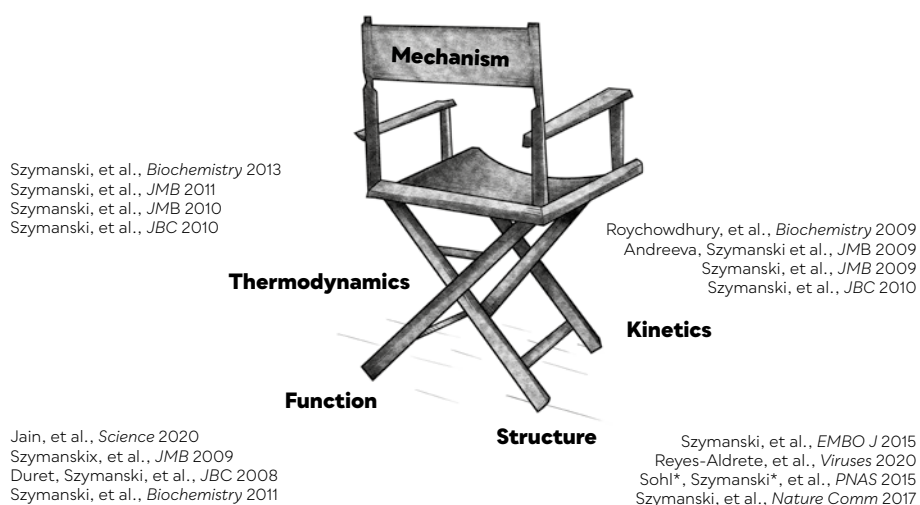 Mechanism
Szymanski, et al., Biochemistry 2013
Szymanski, et al., JMB 2011
Szymanski, et al., JMB 2010
Szymanski, et al., JBC 2010
Roychowdhury, et al., Biochemistry 2009
Andreeva, Szymanski et al., JMB 2009
Szymanski, et al., JMB 2009
Szymanski, et al., JBC 2010
Thermodynamics
Kinetics
Function
Structure
Jain, et al., Science 2020
Szymanskix, et al., JMB 2009
Duret, Szymanski, et al., JBC 2008
Szymanski, et al., Biochemistry 2011
Szymanski, et al., EMBO J 2015
Reyes-Aldrete, et al., Viruses 2020
Sohl*, Szymanski*, et al., PNAS 2015
Szymanski, et al., Nature Comm 2017